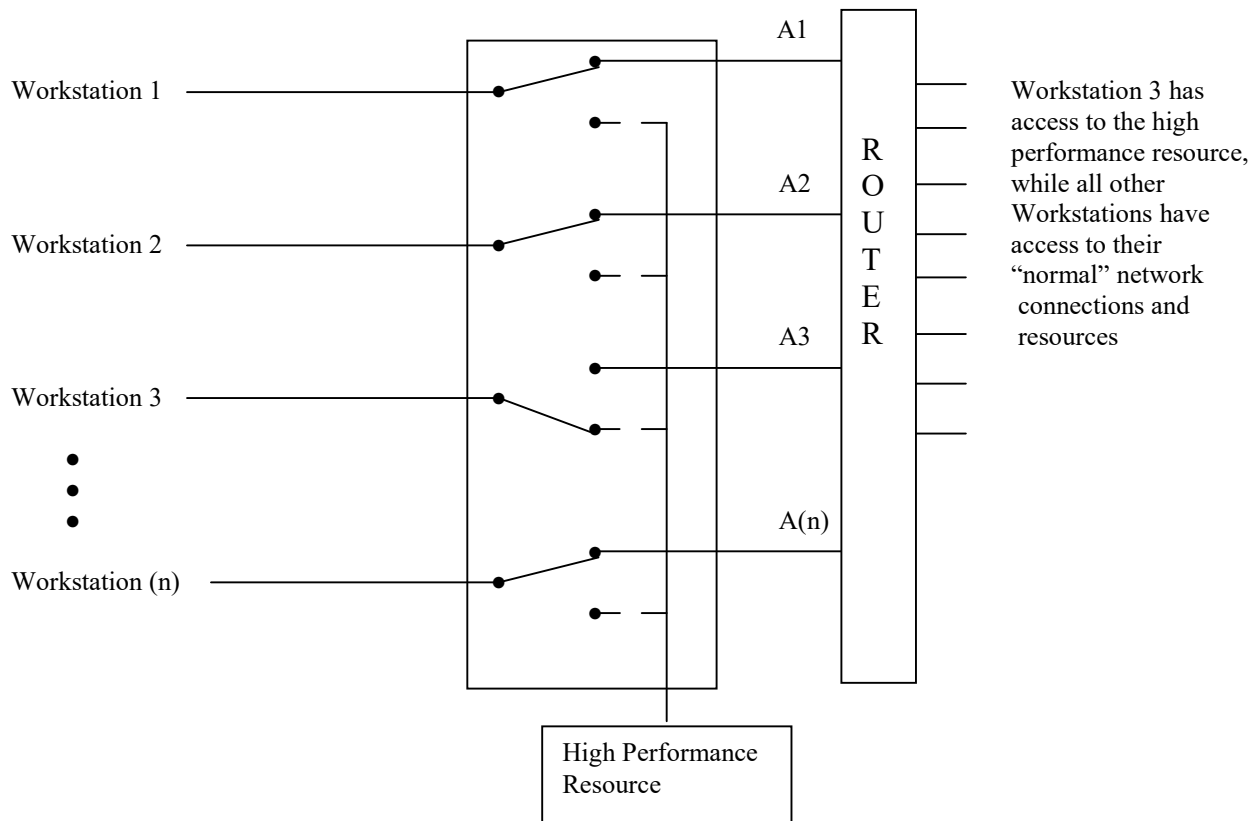 A1
Workstation 1
A2
Workstation 2
A3
Workstation 3
A(n)
Workstation (n)
High Performance
Resource
R
O
U
T
E
R
Workstation 3 has
access to the high
performance resource,
while all other
Workstations have
access to their
“normal” network
connections and
resources